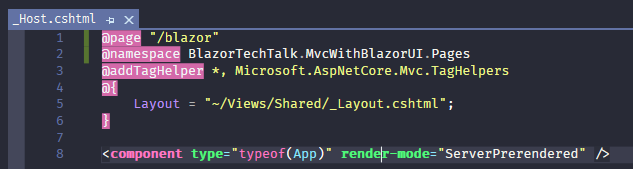 _Host.cshtml
1 @page "/blazor"
2 @namespace BlazorTechTalk.MvcWithBlazorUI.Pages
3 @addTagHelper *, Microsoft.AspNetCore.Mvc.TagHelpers
4 @{
5 Layout = "~/Views/Shared/_Layout.cshtml";
6 }
7
8 <component type="typeof(App)" render-mode="ServerPrerendered" />